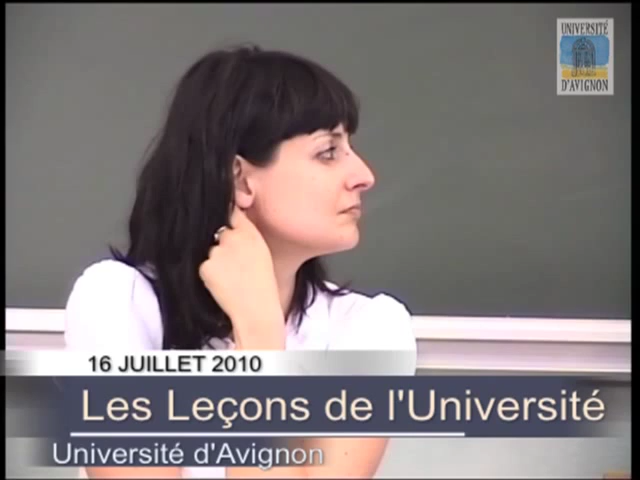 UNIVERSITÉ
D'AVIGNON
16 JUILLET 2010
Les Leçons de l'Université
Université d'Avignon